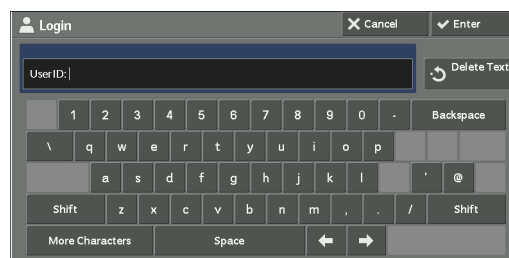 Login
Cancel
Enter
UserID:
Delete Text
1 2 3 4 5 6 7 8 9 0 - Backspace
\ q w e r t y u i o p
a s d f g h j k l ' @
Shift z x c v b n m , . / Shift
More Characters Space